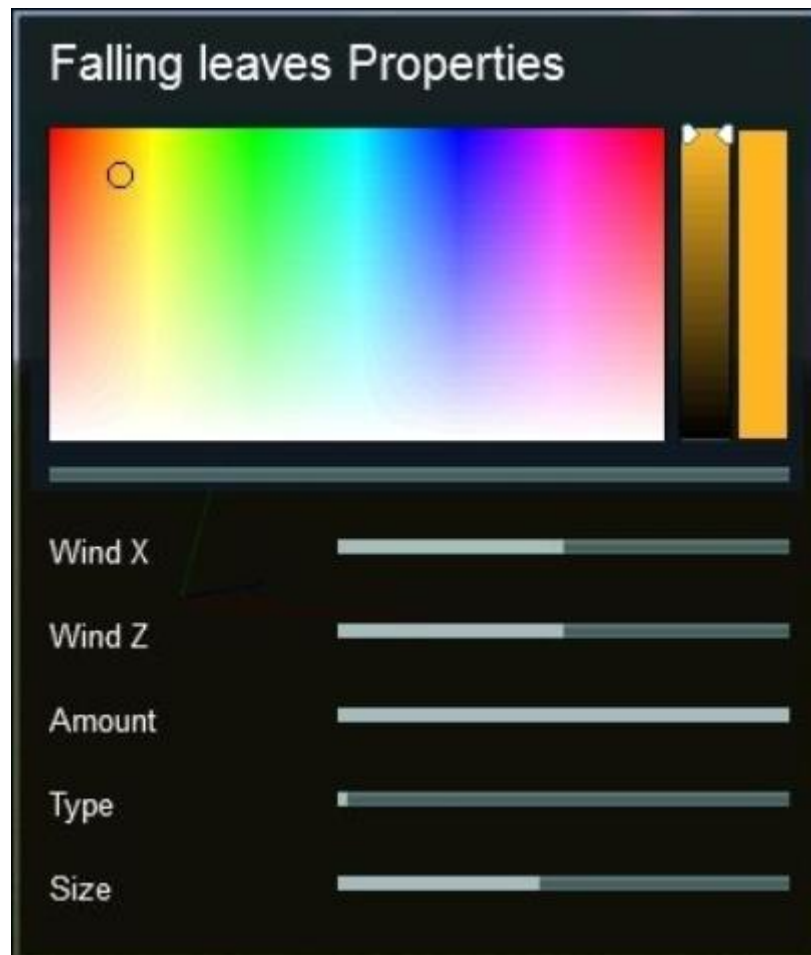 Falling leaves Properties
Wind X
Wind Z
Amount
Type
Size